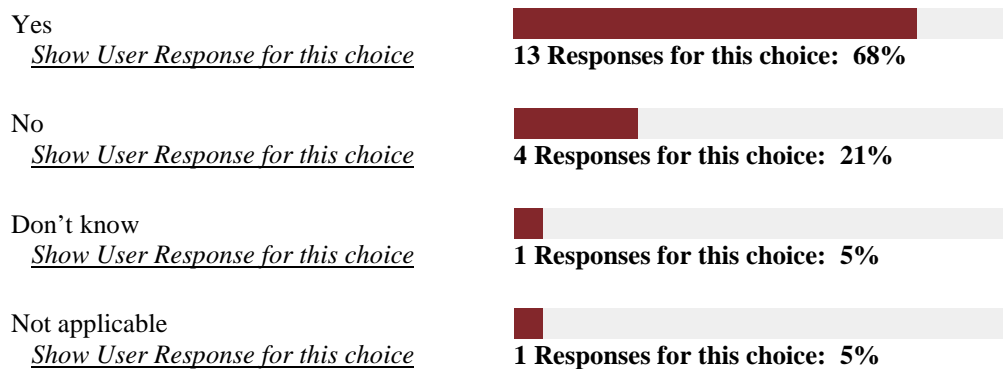 Yes
Show User Response for this choice
13 Responses for this choice:  68%
No
Show User Response for this choice
4 Responses for this choice:  21%
Don’t know
Show User Response for this choice
1 Responses for this choice:  5%
Not applicable
Show User Response for this choice
1 Responses for this choice:  5%